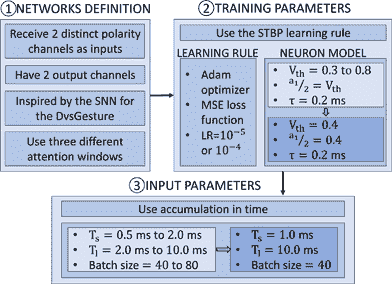 ①NETWORKS DEFINITION
Receive 2 distinct polarity
channels as inputs
Have 2 output channels
Inspired by the SNN for
the DvsGesture
Use three different
attention windows
② TRAINING PARAMETERS
Use the STBP learning rule
LEARNING RULE
• Adam
optimizer
• MSE loss
function
• LR=10⁻⁵
or 10⁻⁴
NEURON MODEL
• Vth = 0.3 to 0.8
• a₁/2 = Vth
• τ = 0.2 ms
• Vth = 0.4
• a₁/2 = 0.4
• τ = 0.2 ms
③INPUT PARAMETERS
Use accumulation in time
• Ts = 0.5 ms to 2.0 ms
• Tl = 2.0 ms to 10.0 ms
• Batch size = 40 to 80
• Ts = 1.0 ms
• Tl = 10.0 ms
• Batch size = 40